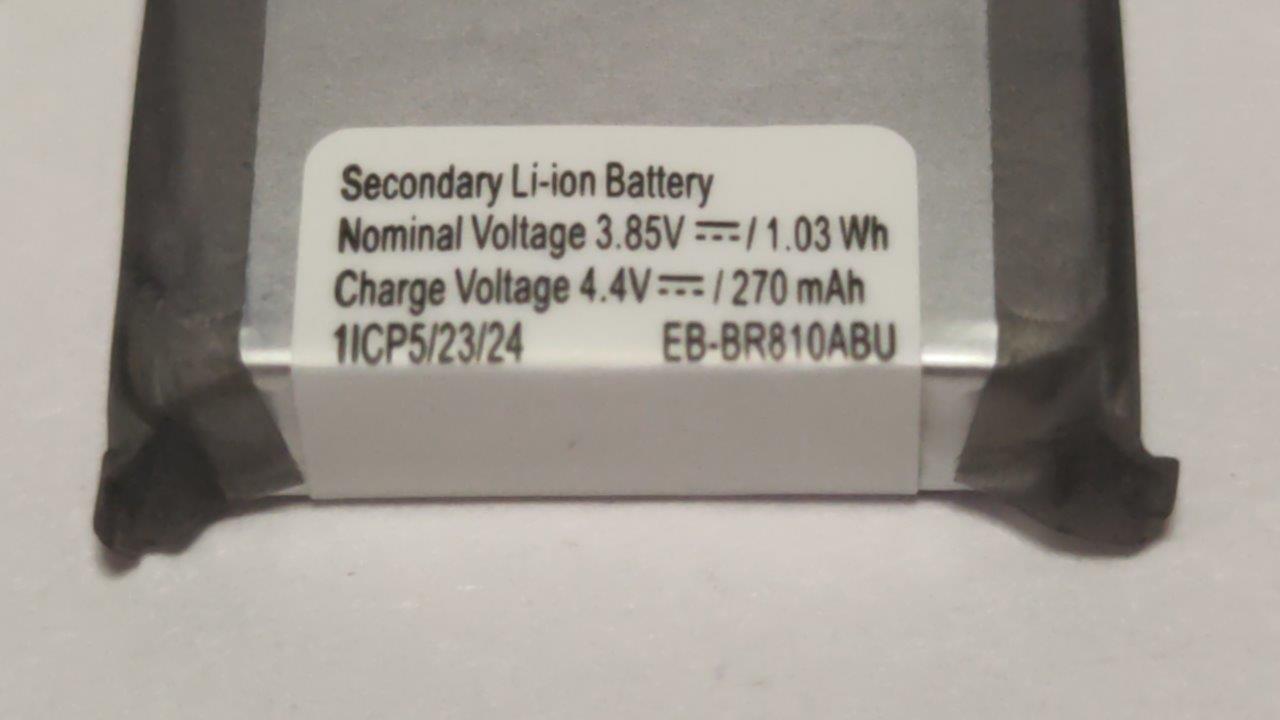 Secondary Li-ion Battery
Nominal Voltage 3.85V ⎓ / 1.03 Wh
Charge Voltage 4.4V ⎓ / 270 mAh
1ICP5/23/24 EB-BR810ABU